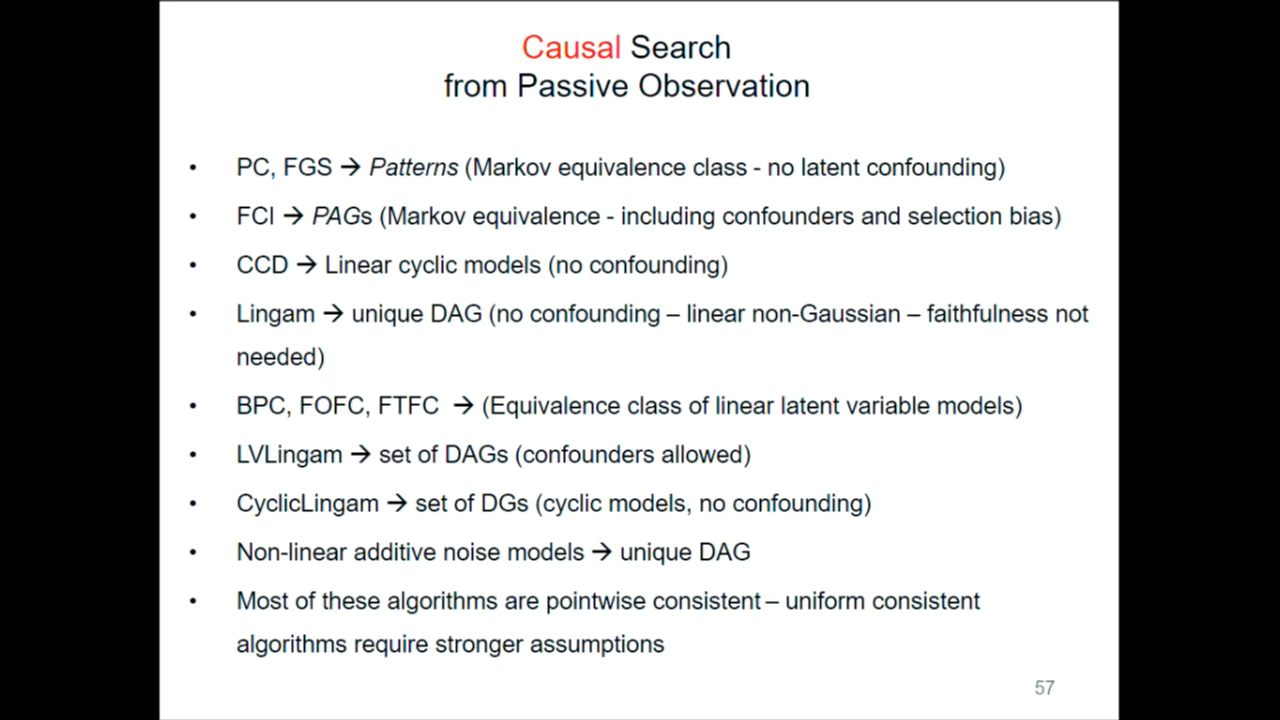 Causal Search
from Passive Observation
• PC, FGS → Patterns (Markov equivalence class - no latent confounding)
• FCI → PAGs (Markov equivalence - including confounders and selection bias)
• CCD → Linear cyclic models (no confounding)
• Lingam → unique DAG (no confounding – linear non-Gaussian – faithfulness not
needed)
• BPC, FOFC, FTFC → (Equivalence class of linear latent variable models)
• LVLingam → set of DAGs (confounders allowed)
• CyclicLingam → set of DGs (cyclic models, no confounding)
• Non-linear additive noise models → unique DAG
• Most of these algorithms are pointwise consistent – uniform consistent
algorithms require stronger assumptions
57